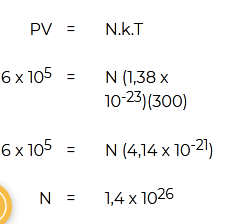 PV = N.k.T
6 x 10⁵ = N (1,38 x
10⁻²³)(300)
6 x 10⁵ = N (4,14 x 10⁻²¹)
N = 1,4 x 10²⁶